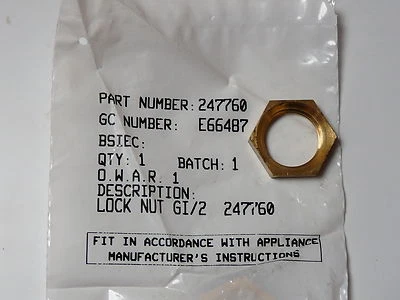 PART NUMBER: 247760
GC NUMBER: E66487
BSIEC:
QTY: 1 BATCH: 1
O.W.A.R. 1
DESCRIPTION:
LOCK NUT G1/2 247760
FIT IN ACCORDANCE WITH APPLIANCE
MANUFACTURER'S INSTRUCTIONS